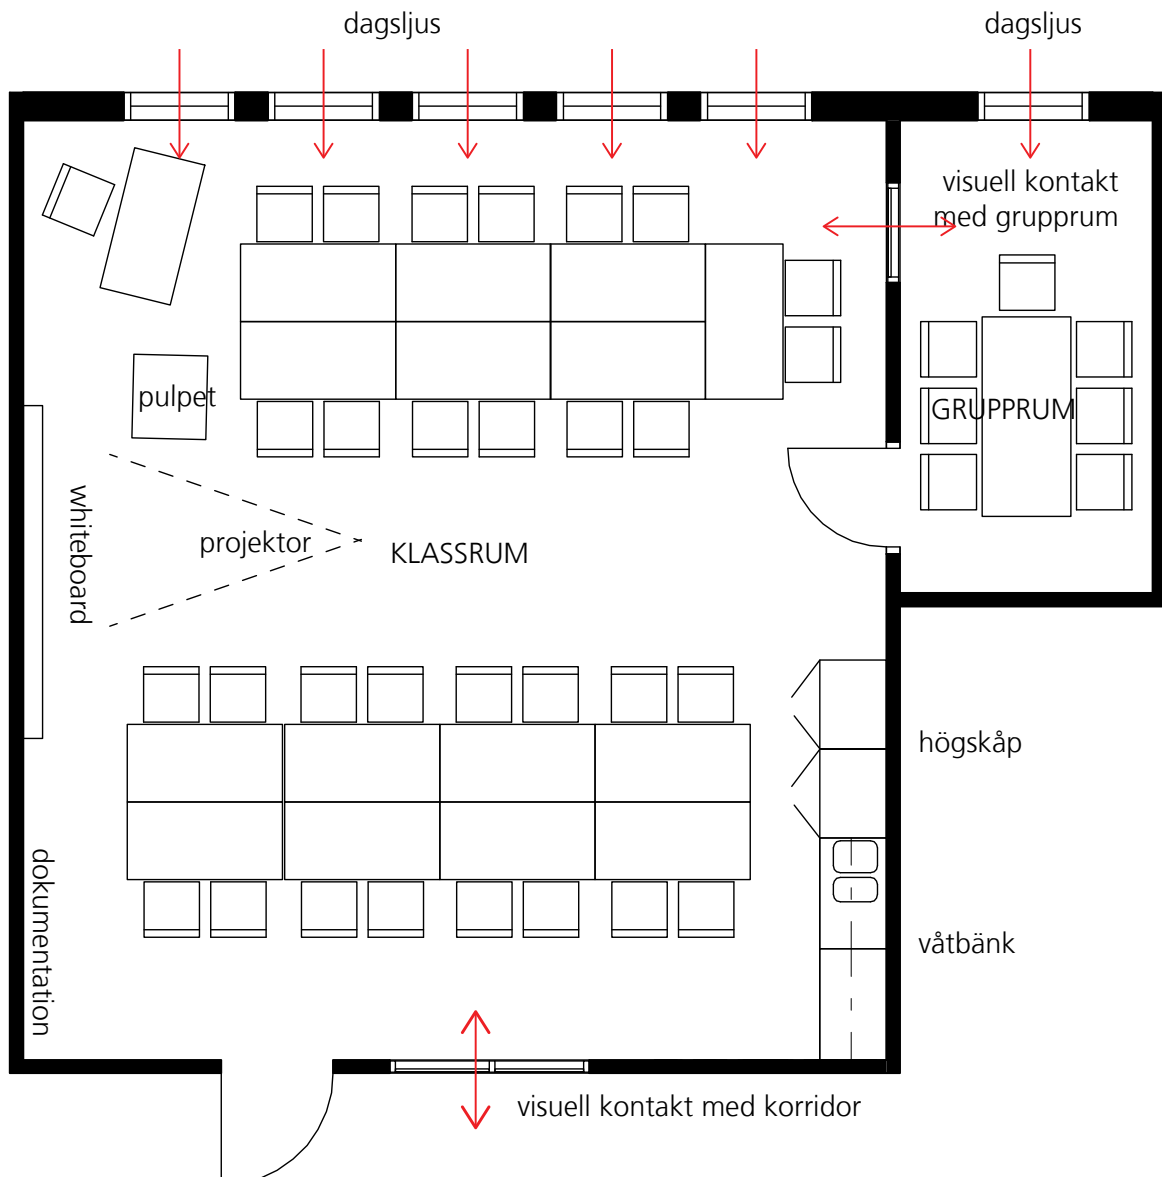 dagsljus
dagsljus
visuell kontakt
med grupprum
pulpet
GRUPPRUM
whiteboard
projektor
KLASSRUM
högskåp
dokumentation
våtbänk
visuell kontakt med korridor